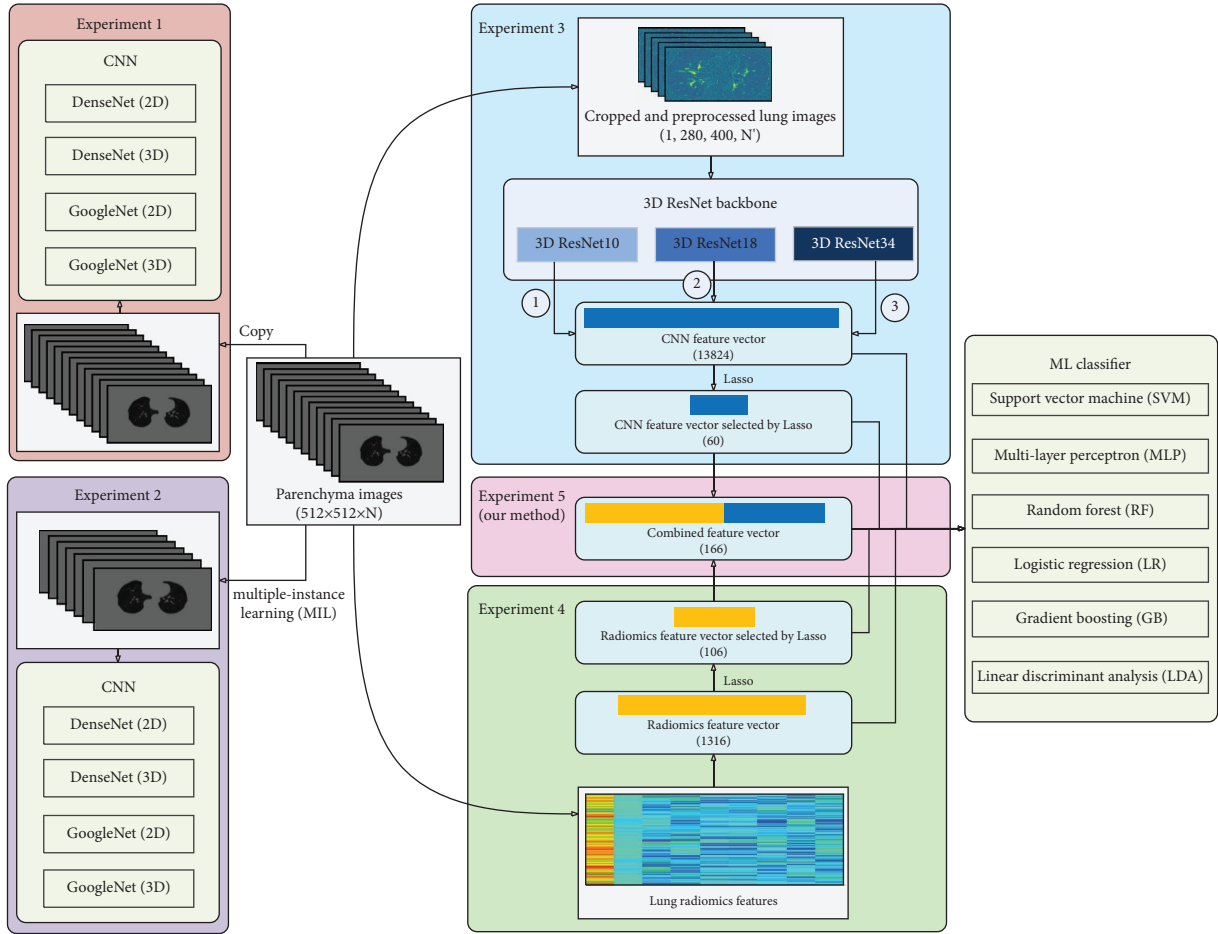 Experiment 1
CNN
DenseNet (2D)
DenseNet (3D)
GoogleNet (2D)
GoogleNet (3D)
Copy
Parenchyma images
(512×512×N)
multiple-instance
learning (MIL)
Experiment 2
CNN
DenseNet (2D)
DenseNet (3D)
GoogleNet (2D)
GoogleNet (3D)
Experiment 3
Cropped and preprocessed lung images
(1, 280, 400, N')
3D ResNet backbone
3D ResNet10
3D ResNet18
3D ResNet34
1
2
3
CNN feature vector
(13824)
Lasso
CNN feature vector selected by Lasso
(60)
Experiment 5
(our method)
Combined feature vector
(166)
Experiment 4
Radiomics feature vector selected by Lasso
(106)
Lasso
Radiomics feature vector
(1316)
Lung radiomics features
ML classifier
Support vector machine (SVM)
Multi-layer perceptron (MLP)
Random forest (RF)
Logistic regression (LR)
Gradient boosting (GB)
Linear discriminant analysis (LDA)